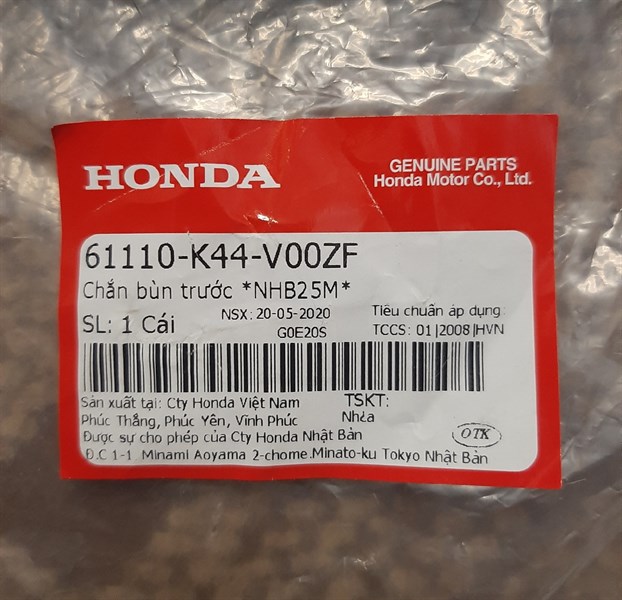 HONDA
GENUINE PARTS
Honda Motor Co., Ltd.
61110-K44-V00ZF
Chắn bùn trước *NHB25M*
SL: 1 Cái
NSX: 20-05-2020
G0E20S
Tiêu chuẩn áp dụng:
TCCS: 01|2008|HVN
Sản xuất tại: Cty Honda Việt Nam
Phúc Thắng, Phúc Yên, Vĩnh Phúc
TSKT:
Nhựa
Được sự cho phép của Cty Honda Nhật Bản
Đ.C 1-1 Minami Aoyama 2-chome.Minato-ku Tokyo Nhật Bản
OTK